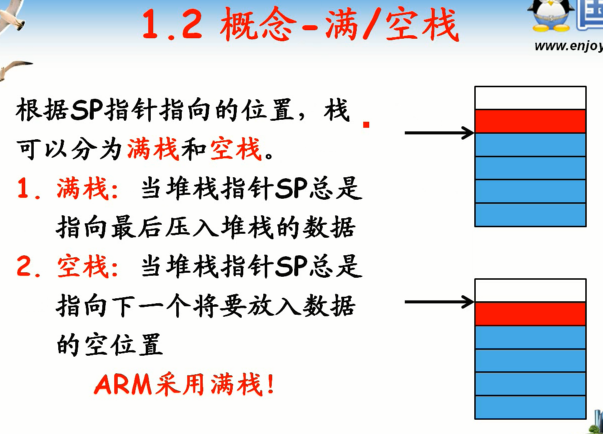 1.2 概念-满/空栈
www.enjoy
根据SP指针指向的位置，栈
可以分为满栈和空栈。
1. 满栈：当堆栈指针SP总是
指向最后压入堆栈的数据
2. 空栈：当堆栈指针SP总是
指向下一个将要放入数据
的空位置
ARM采用满栈！